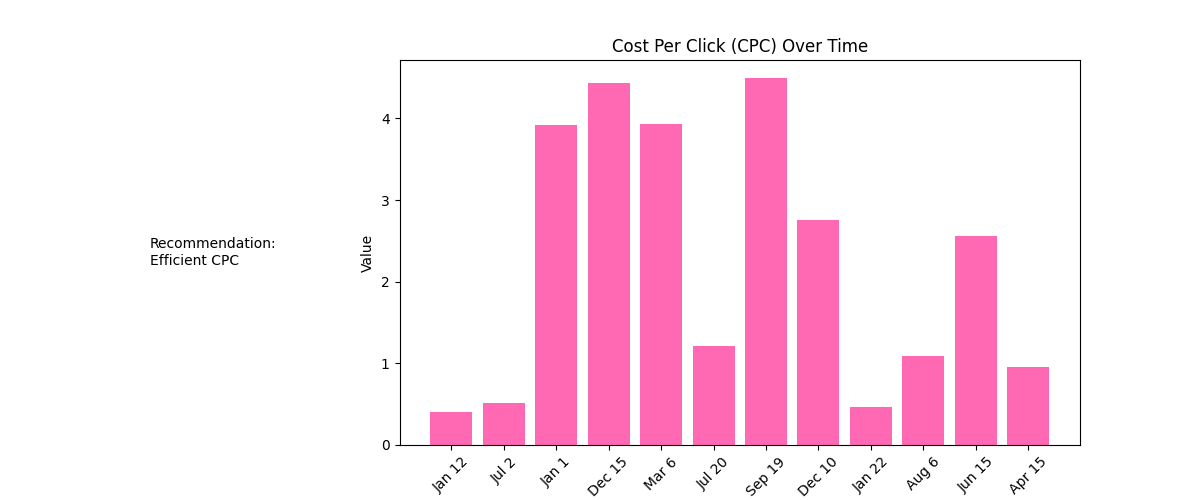 Cost Per Click (CPC) Over Time
Recommendation:
Efficient CPC
Value
4
3
2
1
0
Jan 12
Jul 2
Jan 1
Dec 15
Mar 6
Jul 20
Sep 19
Dec 10
Jan 22
Aug 6
Jun 15
Apr 15